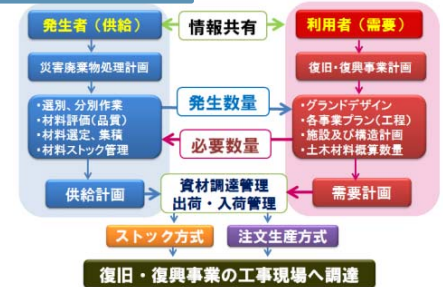 発生者（供給）
情報共有
利用者（需要）
災害廃棄物処理計画
復旧・復興事業計画
・選別、分別作業
・材料評価(品質)
・材料選定、集積
・材料ストック管理
発生数量
必要数量
・グランドデザイン
・各事業プラン(工程)
・施設及び構造計画
・土木材料概算数量
供給計画
資材調達管理
出荷・入荷管理
需要計画
ストック方式
注文生産方式
復旧・復興事業の工事現場へ調達